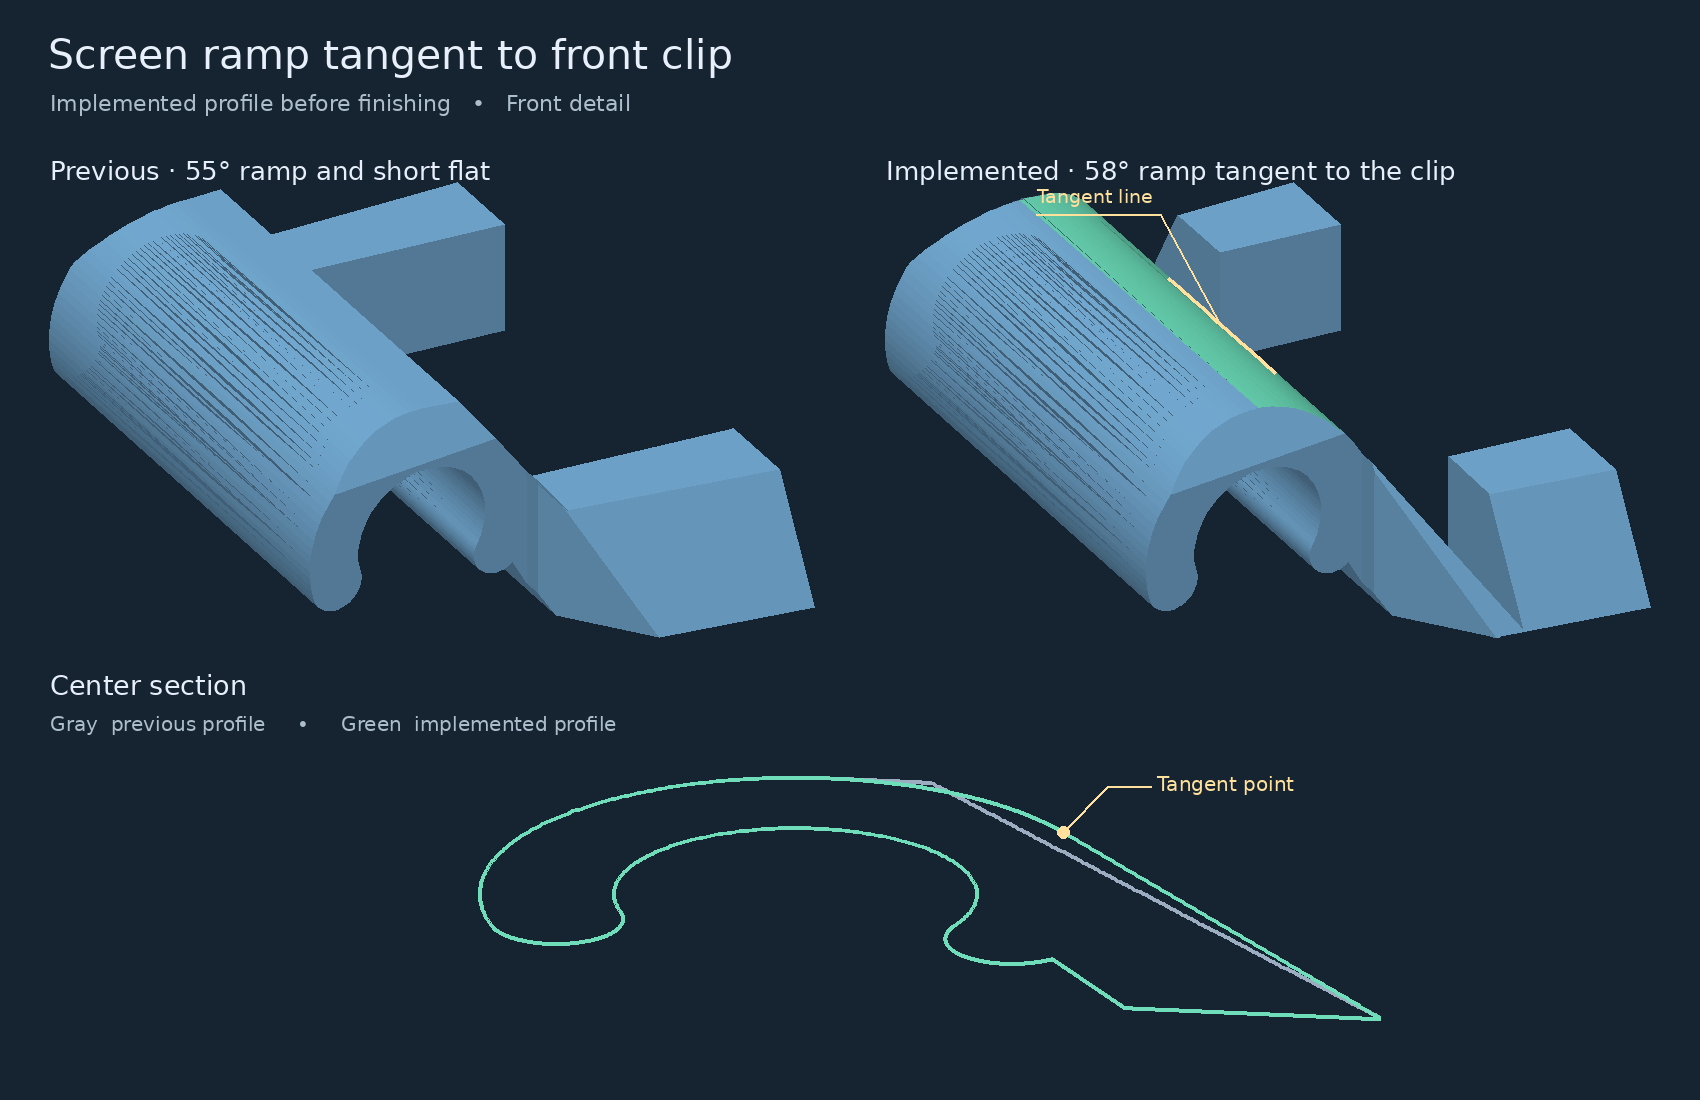 Screen ramp tangent to front clip
Implemented profile before finishing • Front detail
Previous · 55° ramp and short flat
Implemented · 58° ramp tangent to the clip
Tangent line
Center section
Gray previous profile • Green implemented profile
Tangent point